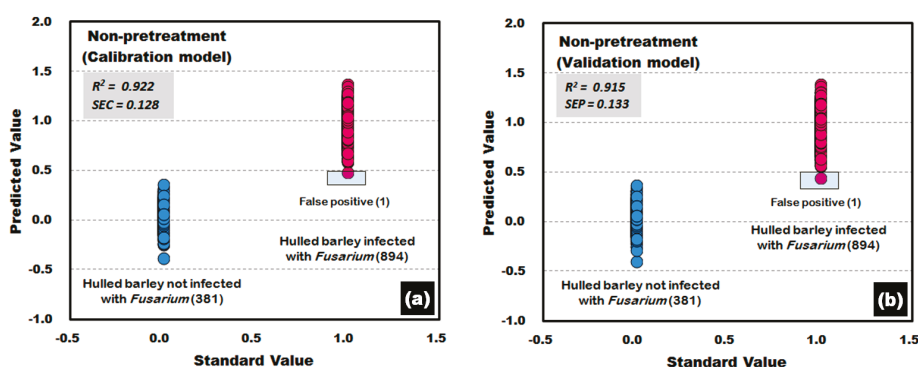 Non-pretreatment
(Calibration model)
R² = 0.922
SEC = 0.128
False positive (1)
Hulled barley infected
with Fusarium (894)
Hulled barley not infected
with Fusarium (381)
(a)
Predicted Value
2.0
1.5
1.0
0.5
0.0
-0.5
-1.0
-0.5 0.0 0.5 1.0 1.5
Standard Value
Non-pretreatment
(Validation model)
R² = 0.915
SEP = 0.133
False positive (1)
Hulled barley infected
with Fusarium (894)
Hulled barley not infected
with Fusarium (381)
(b)
Predicted Value
2.0
1.5
1.0
0.5
0.0
-0.5
-1.0
-0.5 0.0 0.5 1.0 1.5
Standard Value